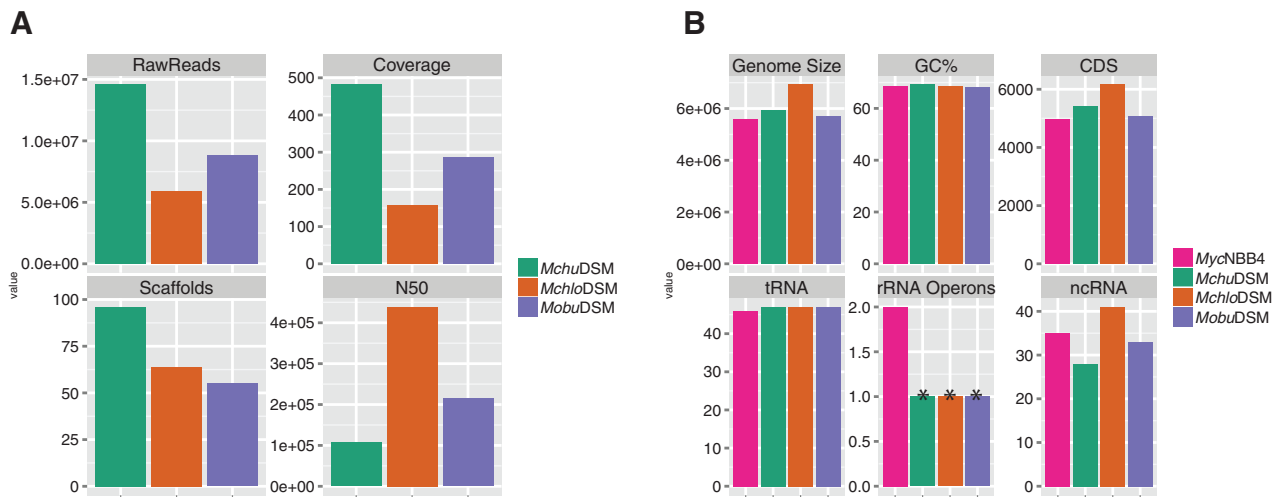 A
B
RawReads
Coverage
1.5e+07
1.0e+07
5.0e+06
0.0e+00
500
400
300
200
100
0
Scaffolds
N50
100
75
50
25
0
4e+05
3e+05
2e+05
1e+05
0e+00
value
MchuDSM
MchloDSM
MobuDSM
Genome Size
GC%
CDS
6e+06
4e+06
2e+06
0e+00
60
40
20
0
6000
4000
2000
0
tRNA
rRNA Operons
ncRNA
40
30
20
10
0
2.0
1.5
1.0
0.5
0.0
* * *
40
30
20
10
0
value
MycNBB4
MchuDSM
MchloDSM
MobuDSM